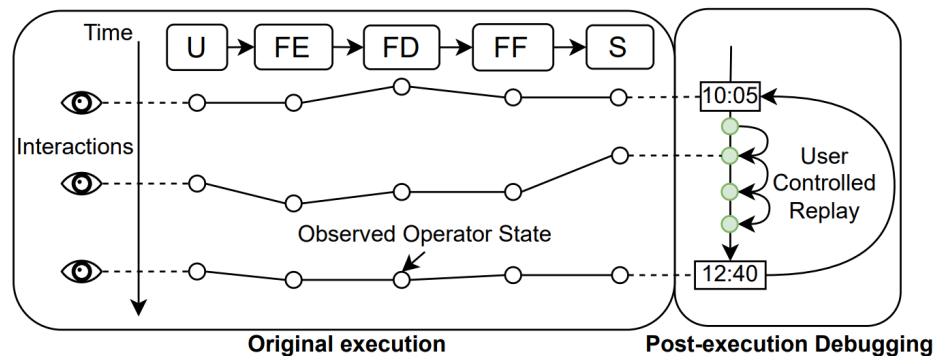 Time
U
FE
FD
FF
S
10:05
Interactions
User
Controlled
Replay
Observed Operator State
12:40
Original execution
Post-execution Debugging